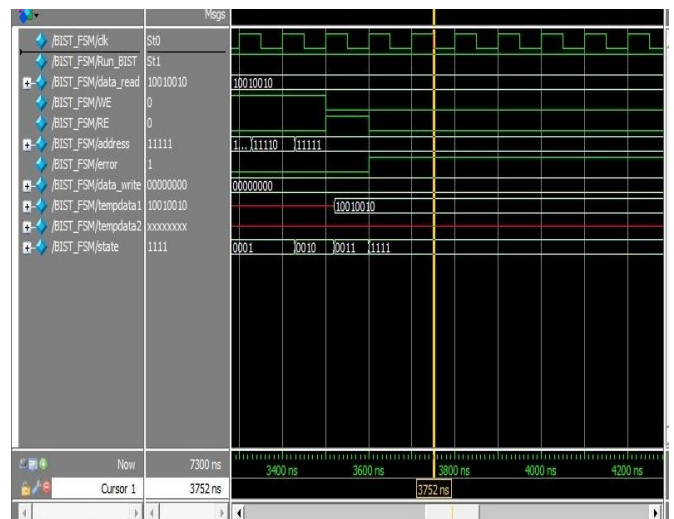 Msgs
/BIST_FSM/clk St0
/BIST_FSM/Run_BIST St1
/BIST_FSM/data_read 10010010 10010010
/BIST_FSM/WE 0
/BIST_FSM/RE 0
/BIST_FSM/address 11111 1... 11110 11111
/BIST_FSM/error 1
/BIST_FSM/data_write 00000000 00000000
/BIST_FSM/tempdata1 10010010 10010010
/BIST_FSM/tempdata2 xxxxxxxx
/BIST_FSM/state 1111 0001 0010 0011 1111
Now 7300 ns 3400 ns 3600 ns 3800 ns 4000 ns 4200 ns
Cursor 1 3752 ns 3752 ns